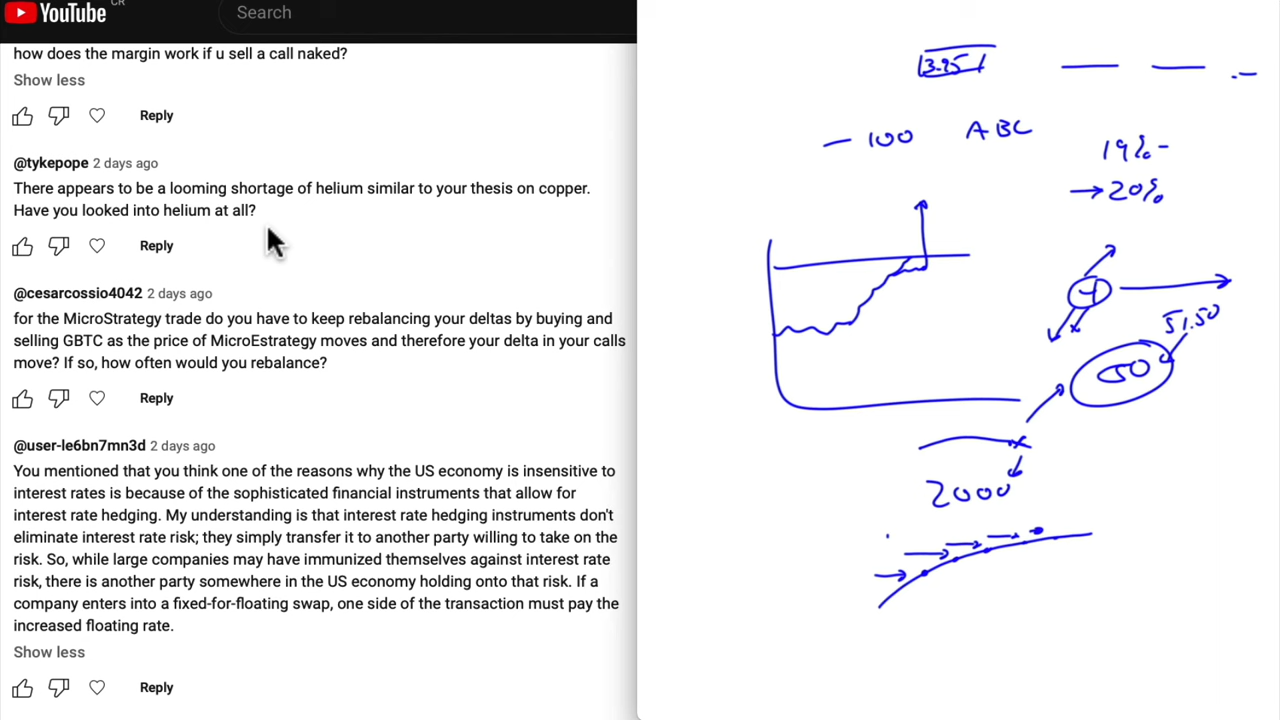 YouTube CR
Search
how does the margin work if u sell a call naked?
Show less
Reply
@tykepope 2 days ago
There appears to be a looming shortage of helium similar to your thesis on copper.
Have you looked into helium at all?
Reply
@cesarcossio4042 2 days ago
for the MicroStrategy trade do you have to keep rebalancing your deltas by buying and
selling GBTC as the price of MicroEstrategy moves and therefore your delta in your calls
move? If so, how often would you rebalance?
Reply
@user-le6bn7mn3d 2 days ago
You mentioned that you think one of the reasons why the US economy is insensitive to
interest rates is because of the sophisticated financial instruments that allow for
interest rate hedging. My understanding is that interest rate hedging instruments don't
eliminate interest rate risk; they simply transfer it to another party willing to take on the
risk. So, while large companies may have immunized themselves against interest rate
risk, there is another party somewhere in the US economy holding onto that risk. If a
company enters into a fixed-for-floating swap, one side of the transaction must pay the
increased floating rate.
Show less
Reply
3.25
- 100 ABC
19%
20%
51.50
50
2000